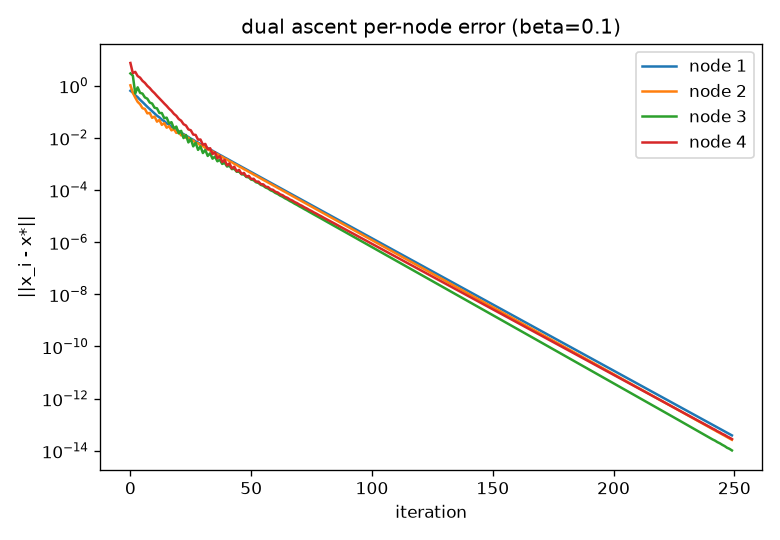 dual ascent per-node error (beta=0.1)
node 1
node 2
node 3
node 4
10^0
10^-2
10^-4
10^-6
10^-8
10^-10
10^-12
10^-14
||x_i - x*||
0 50 100 150 200 250
iteration